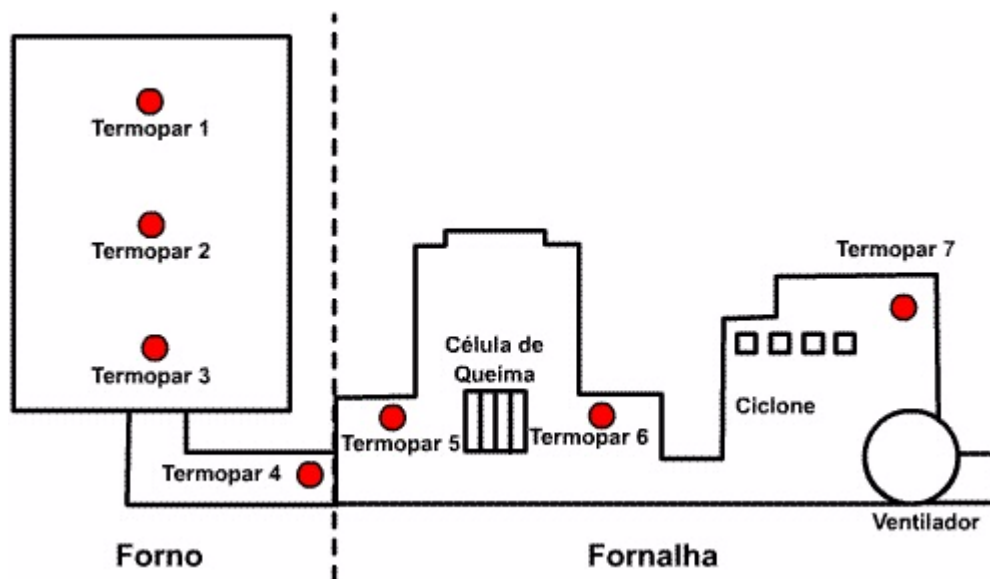 Termopar 1
Termopar 2
Termopar 3
Termopar 4
Termopar 5
Célula de
Queima
Termopar 6
Termopar 7
Ciclone
Ventilador
Forno
Fornalha